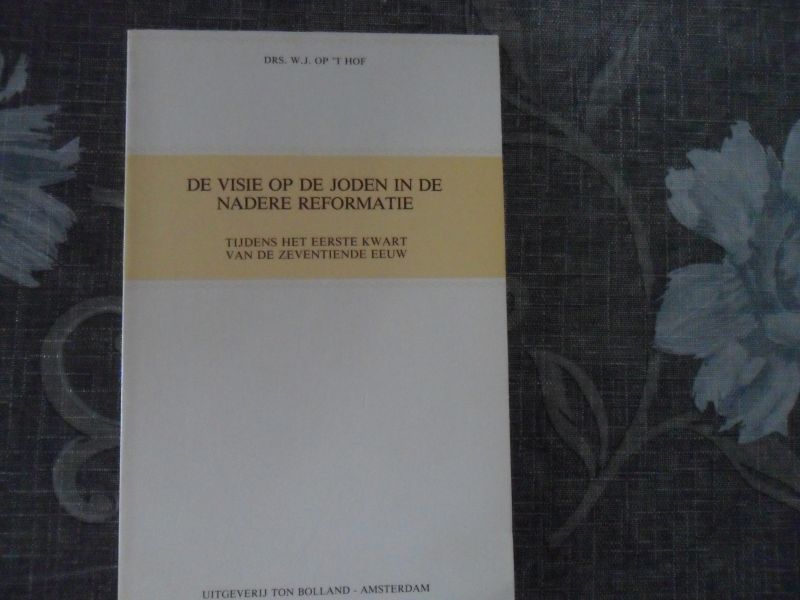 DRS. W.J. OP 'T HOF
DE VISIE OP DE JODEN IN DE
NADERE REFORMATIE
TIJDENS HET EERSTE KWART
VAN DE ZEVENTIENDE EEUW
UITGEVERIJ TON BOLLAND - AMSTERDAM